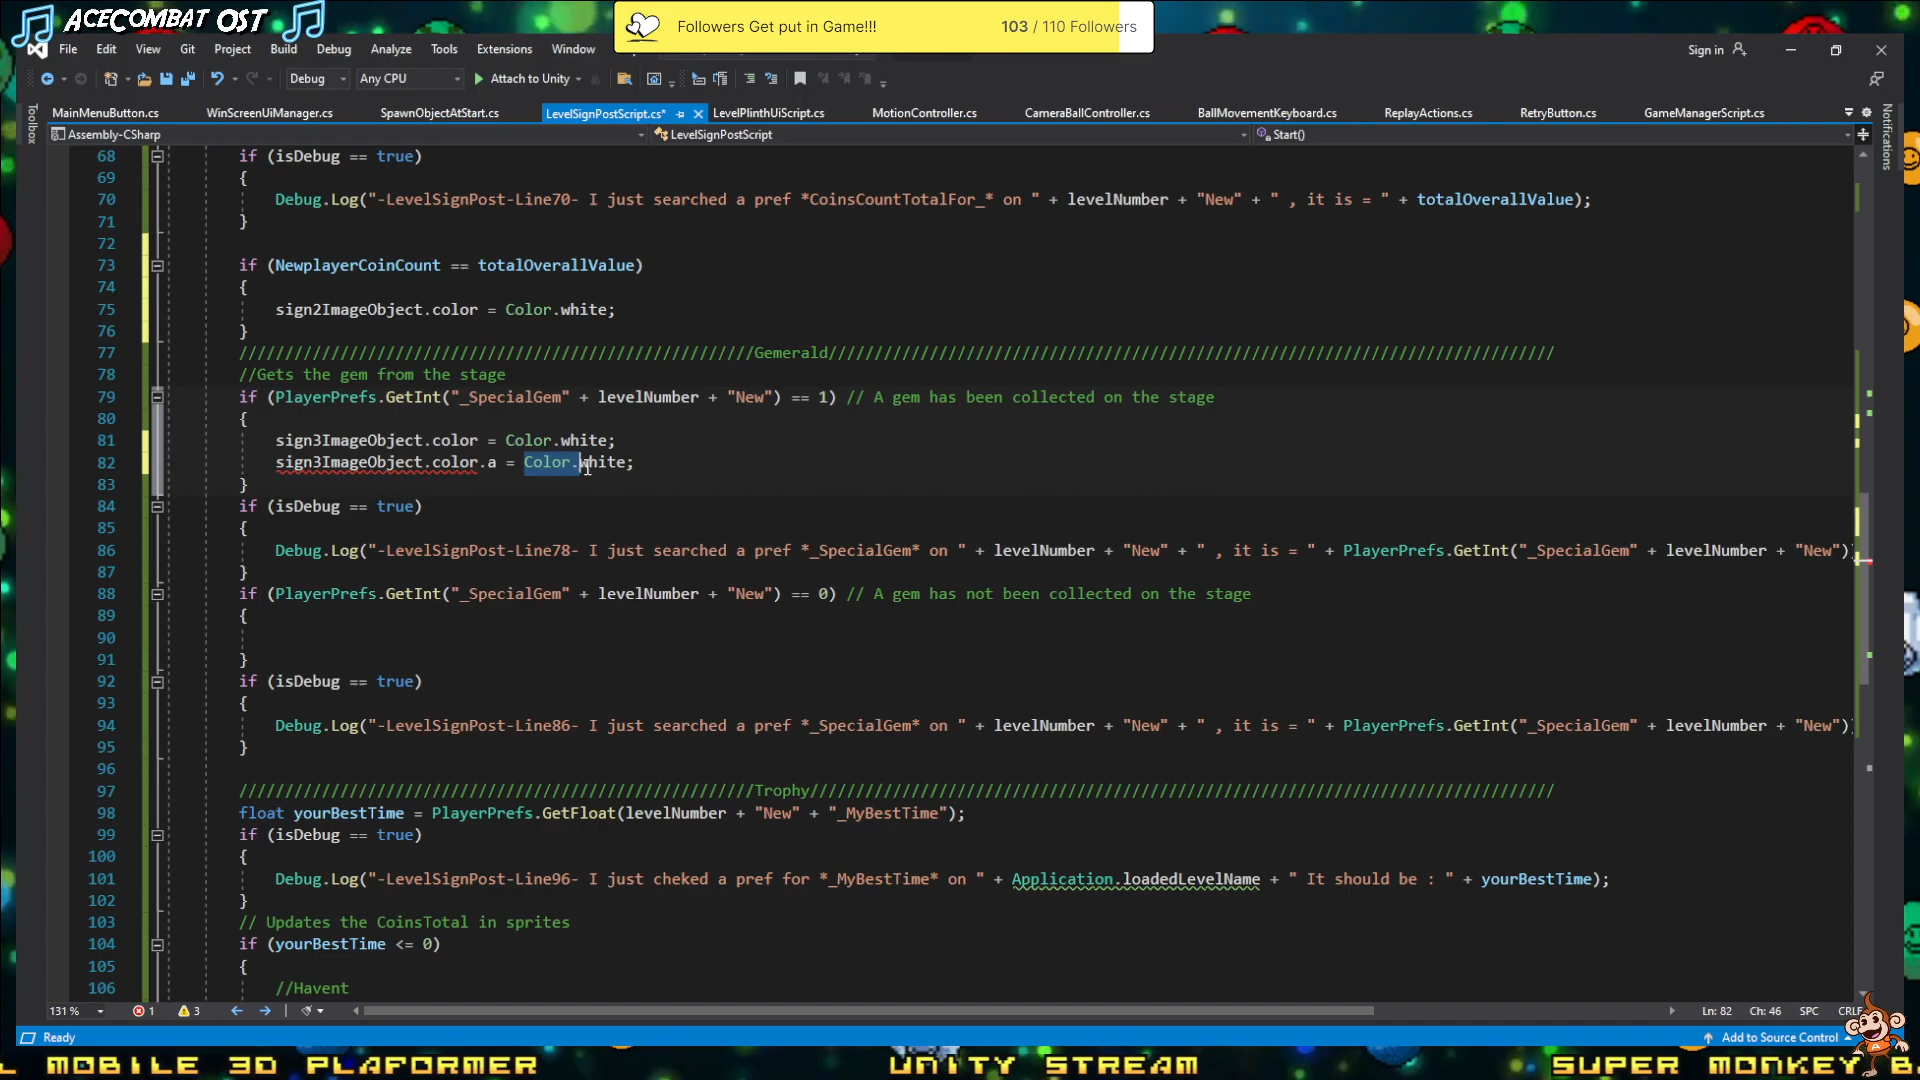 ACECOMBAT OST
Followers Get put in Game!!! 103 / 110 Followers
File Edit View Git Project Build Debug Analyze Tools Extensions Window
Sign in
Debug Any CPU Attach to Unity
MainMenuButton.cs WinScreenUiManager.cs SpawnObjectAtStart.cs LevelSignPostScript.cs* LevelPlinthUiScript.cs MotionController.cs CameraBallController.cs BallMovementKeyboard.cs ReplayActions.cs RetryButton.cs GameManagerScript.cs
Toolbox
Notifications
Assembly-CSharp LevelSignPostScript Start()
68 if (isDebug == true)
69 {
70 Debug.Log("-LevelSignPost-Line70- I just searched a pref *CoinsCountTotalFor_* on " + levelNumber + "New" + " , it is = " + totalOverallValue);
71 }
72
73 if (NewplayerCoinCount == totalOverallValue)
74 {
75 sign2ImageObject.color = Color.white;
76 }
77 /////////////////////////////////////////////////////////Gemerald///////////////////////////////////////////////////////////////////////////////
78 //Gets the gem from the stage
79 if (PlayerPrefs.GetInt("_SpecialGem" + levelNumber + "New") == 1) // A gem has been collected on the stage
80 {
81 sign3ImageObject.color = Color.white;
82 sign3ImageObject.color.a = Color.white;
83 }
84 if (isDebug == true)
85 {
86 Debug.Log("-LevelSignPost-Line78- I just searched a pref *_SpecialGem* on " + levelNumber + "New" + " , it is = " + PlayerPrefs.GetInt("_SpecialGem" + levelNumber + "New")
87 }
88 if (PlayerPrefs.GetInt("_SpecialGem" + levelNumber + "New") == 0) // A gem has not been collected on the stage
89 {
90
91 }
92 if (isDebug == true)
93 {
94 Debug.Log("-LevelSignPost-Line86- I just searched a pref *_SpecialGem* on " + levelNumber + "New" + " , it is = " + PlayerPrefs.GetInt("_SpecialGem" + levelNumber + "New")
95 }
96
97 /////////////////////////////////////////////////////////Trophy/////////////////////////////////////////////////////////////////////////////////
98 float yourBestTime = PlayerPrefs.GetFloat(levelNumber + "New" + "_MyBestTime");
99 if (isDebug == true)
100 {
101 Debug.Log("-LevelSignPost-Line96- I just cheked a pref for *_MyBestTime* on " + Application.loadedLevelName + " It should be : " + yourBestTime);
102 }
103 // Updates the CoinsTotal in sprites
104 if (yourBestTime <= 0)
105 {
106 //Havent
131 % 1 3 Ln: 82 Ch: 46 SPC CRLF
Ready Add to Source Control
L MOBILE 3D PLAFORMER UNITY STREAM SUPER MONKEY B